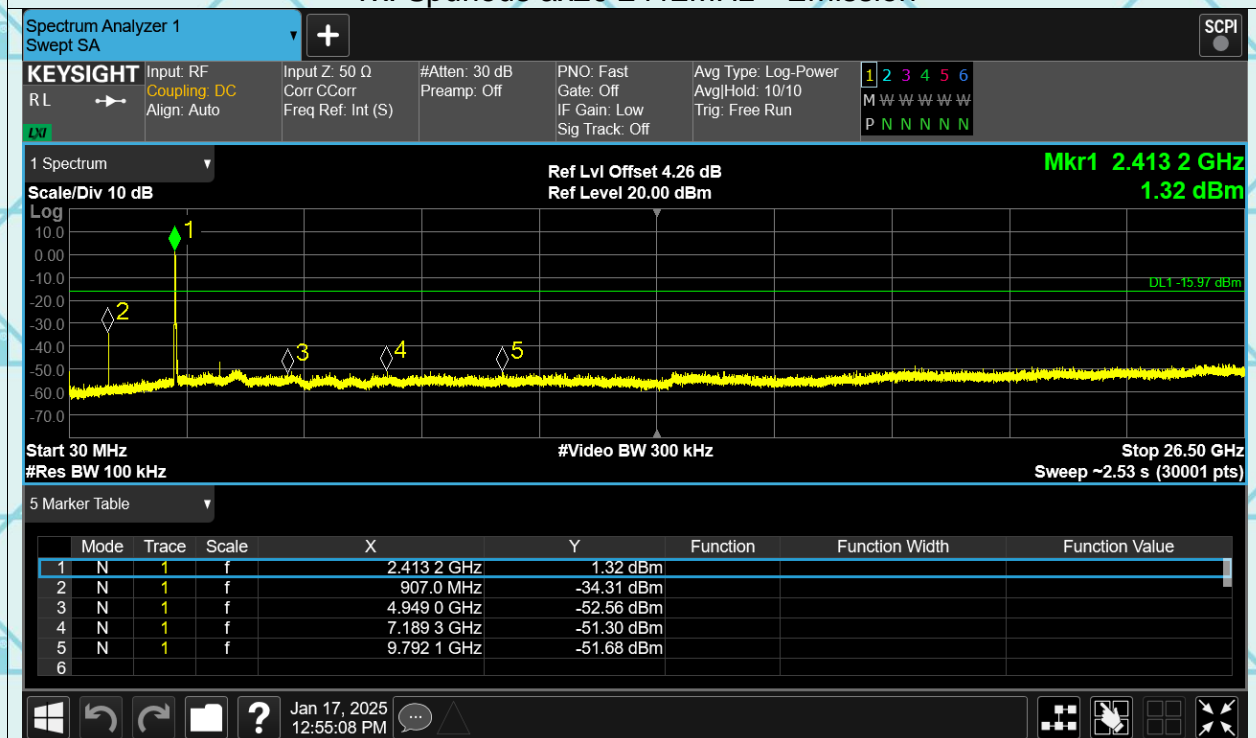 Spectrum Analyzer 1
Swept SA
+
SCPI
KEYSIGHT
RL
LXI
Input: RF
Coupling: DC
Align: Auto
Input Z: 50 Ω
Corr CCorr
Freq Ref: Int (S)
#Atten: 30 dB
Preamp: Off
PNO: Fast
Gate: Off
IF Gain: Low
Sig Track: Off
Avg Type: Log-Power
Avg|Hold: 10/10
Trig: Free Run
1 2 3 4 5 6
M W W W W W W
P N N N N N N
1 Spectrum
Scale/Div 10 dB
Ref Lvl Offset 4.26 dB
Ref Level 20.00 dBm
Mkr1 2.413 2 GHz
1.32 dBm
Log
10.0
0.00
-10.0
-20.0
-30.0
-40.0
-50.0
-60.0
-70.0
1
2
3
4
5
DL1 -15.97 dBm
Start 30 MHz
#Video BW 300 kHz
Stop 26.50 GHz
#Res BW 100 kHz
Sweep ~2.53 s (30001 pts)
5 Marker Table
Mode Trace Scale X Y Function Function Width Function Value
1 N 1 f 2.413 2 GHz 1.32 dBm
2 N 1 f 907.0 MHz -34.31 dBm
3 N 1 f 4.949 0 GHz -52.56 dBm
4 N 1 f 7.189 3 GHz -51.30 dBm
5 N 1 f 9.792 1 GHz -51.68 dBm
6
?
Jan 17, 2025
12:55:08 PM